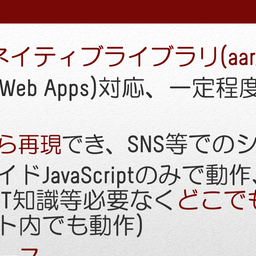 ネイティブライブラリ(aar
Web Apps)対応、一定程度
ら再現でき、SNS等でのシ
イドJavaScriptのみで動作、
T知識等必要なくどこでも
ト内でも動作)